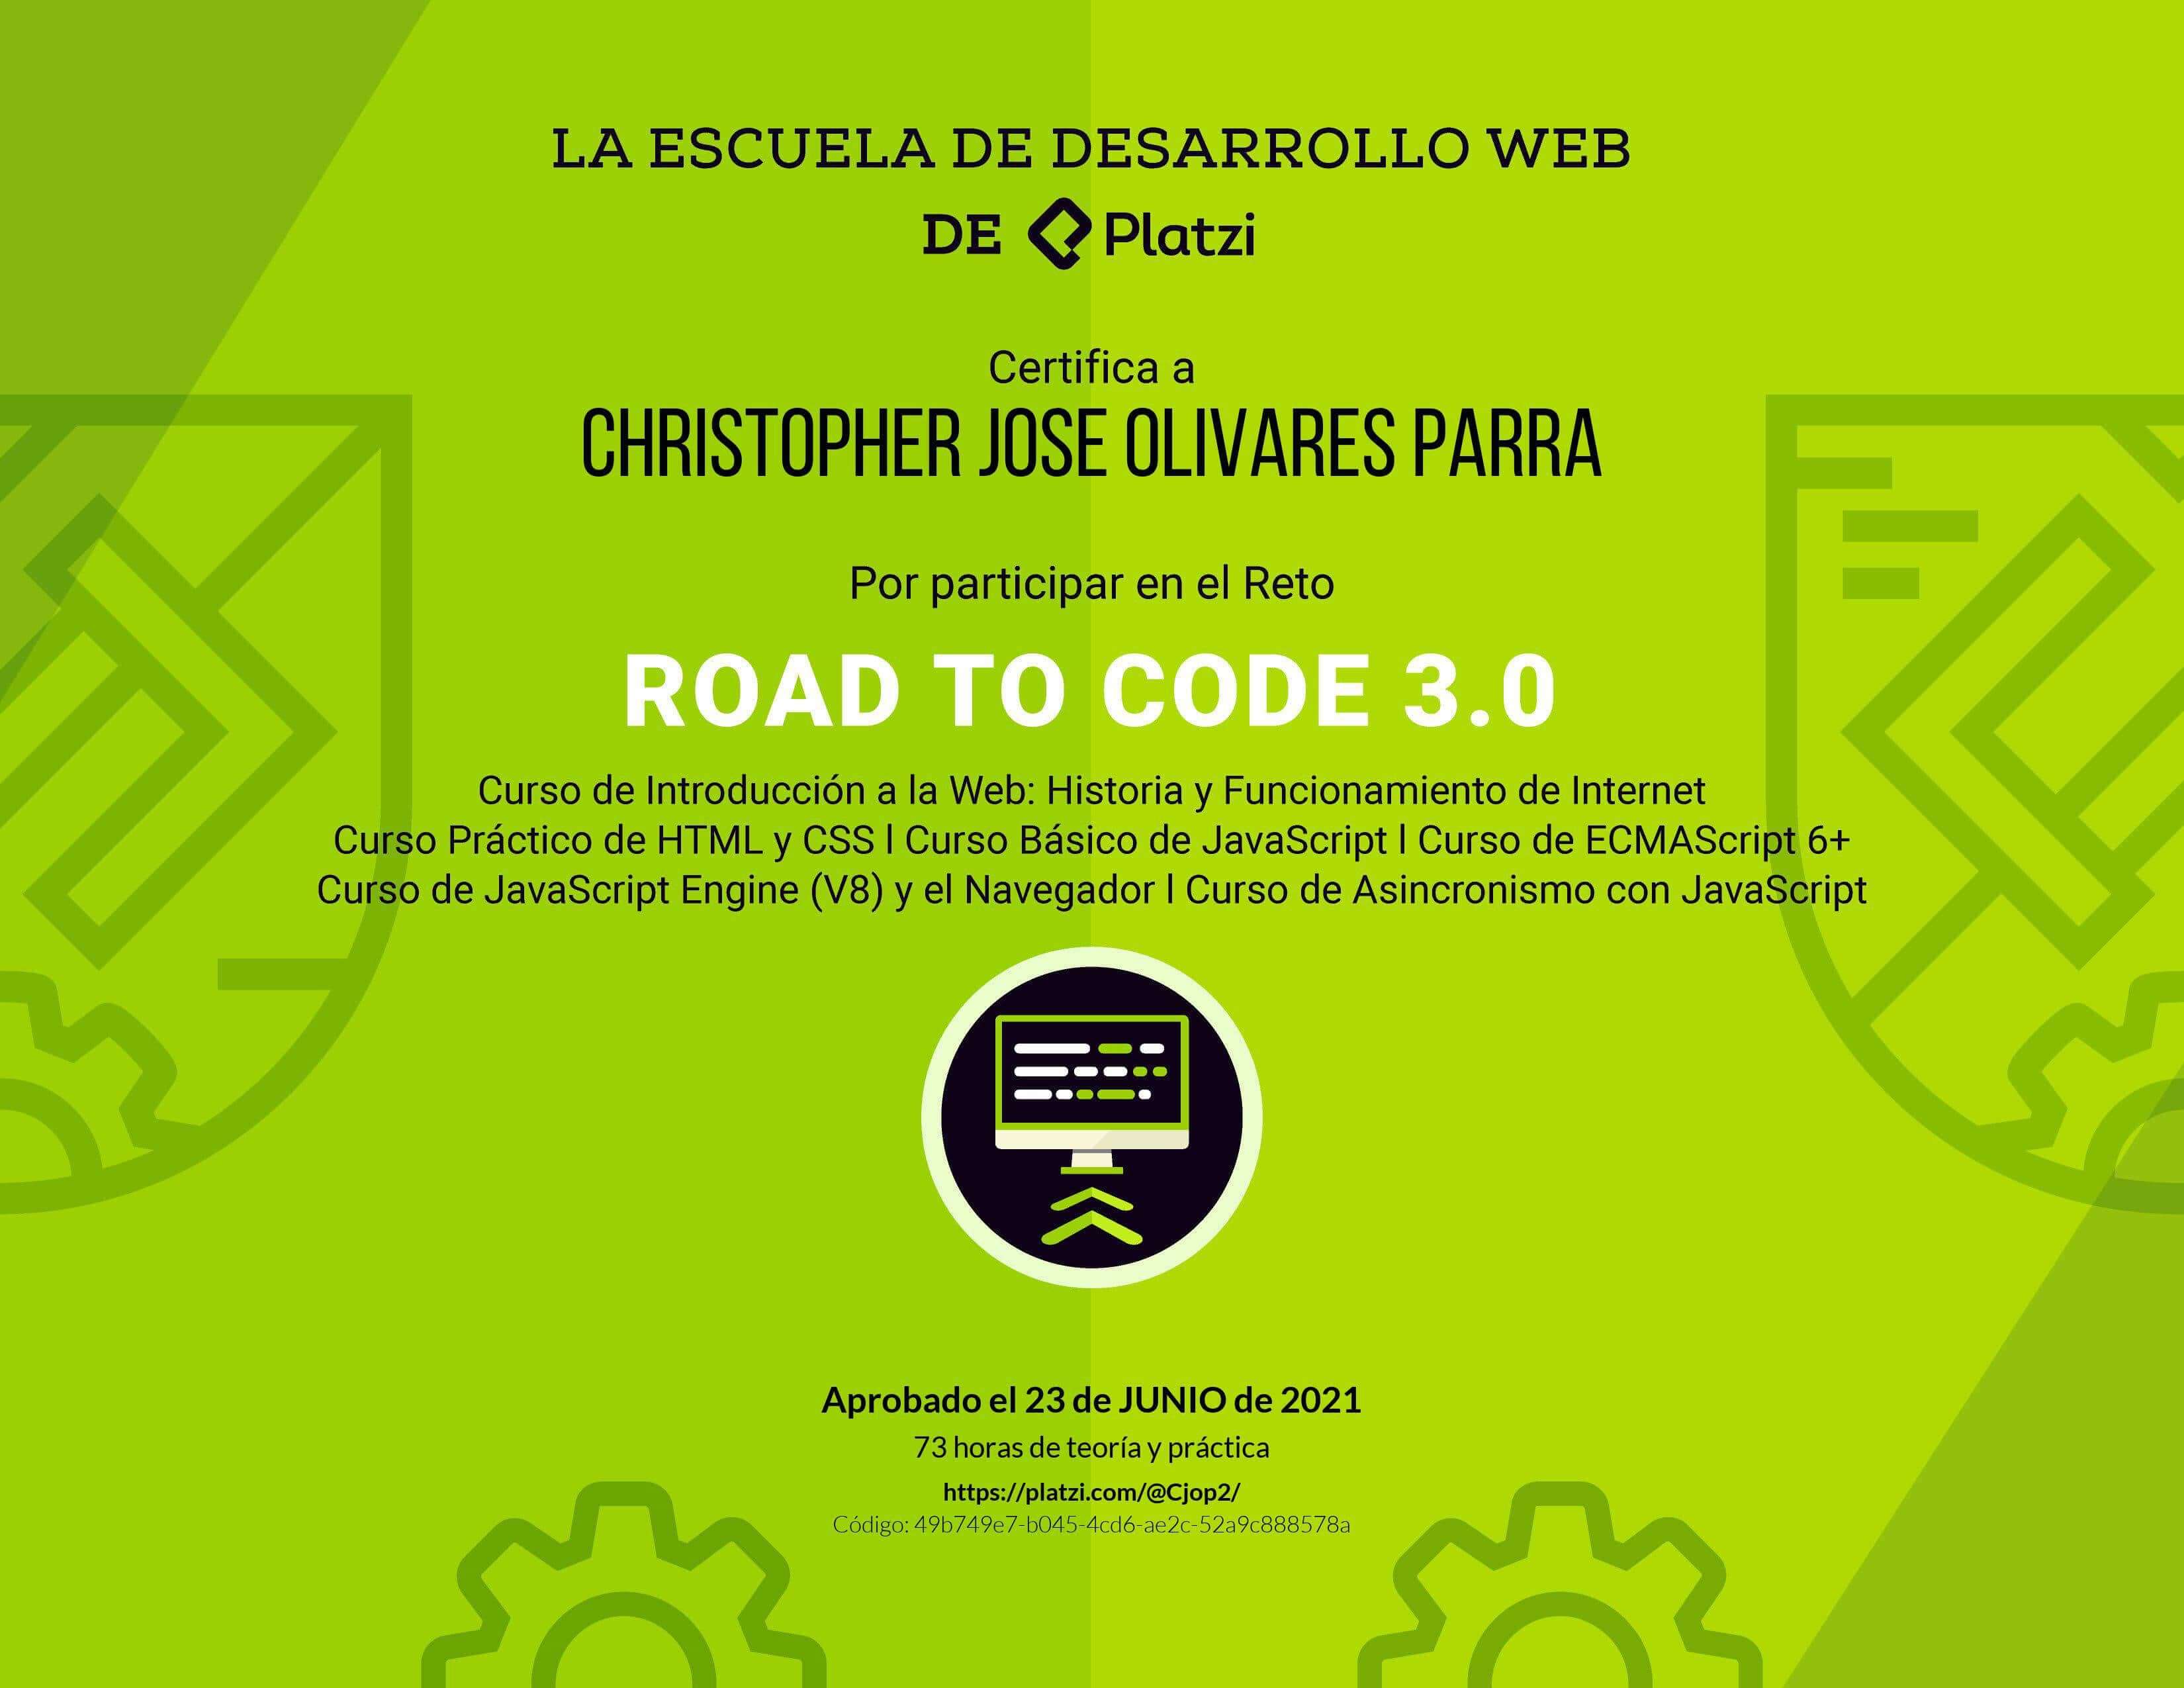 LA ESCUELA DE DESARROLLO WEB
DE Platzi
Certifica a
CHRISTOPHER JOSE OLIVARES PARRA
Por participar en el Reto
ROAD TO CODE 3.0
Curso de Introducción a la Web: Historia y Funcionamiento de Internet
Curso Práctico de HTML y CSS l Curso Básico de JavaScript l Curso de ECMAScript 6+
Curso de JavaScript Engine (V8) y el Navegador l Curso de Asincronismo con JavaScript
Aprobado el 23 de JUNIO de 2021
73 horas de teoría y práctica
https://platzi.com/@Cjop2/
Código: 49b749e7-b045-4cd6-ae2c-52a9c888578a